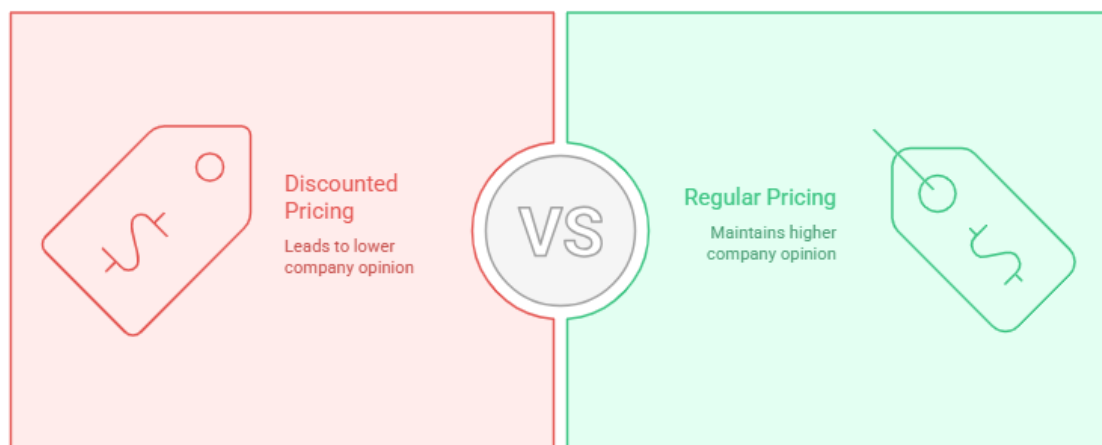 Discounted
Pricing
Leads to lower
company opinion
VS
Regular Pricing
Maintains higher
company opinion